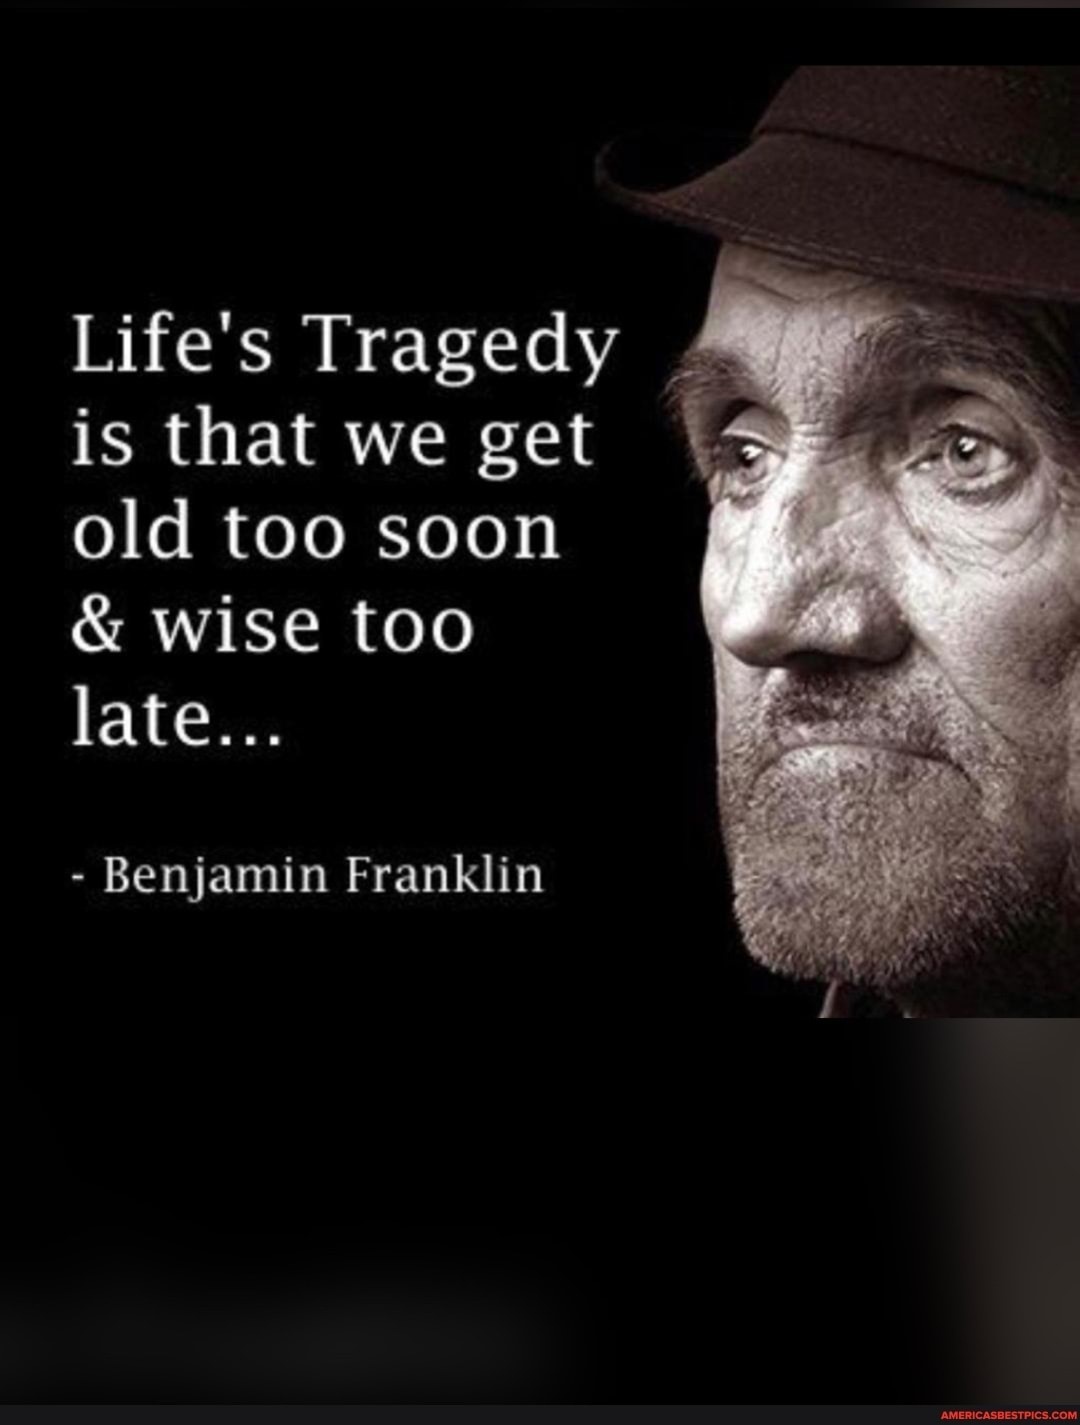 Life's Tragedy
is that we get
old too soon
& wise too
late...
- Benjamin Franklin
AMERICASBESTPICS.COM